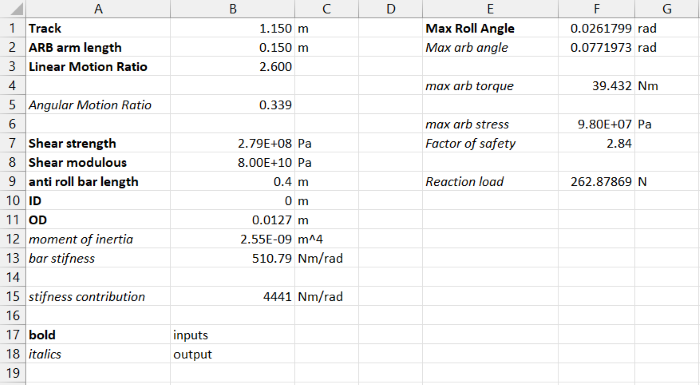 A B C D E F G
1 Track 1.150 m Max Roll Angle 0.0261799 rad
2 ARB arm length 0.150 m Max arb angle 0.0771973 rad
3 Linear Motion Ratio 2.600
4 max arb torque 39.432 Nm
5 Angular Motion Ratio 0.339
6 max arb stress 9.80E+07 Pa
7 Shear strength 2.79E+08 Pa Factor of safety 2.84
8 Shear modulous 8.00E+10 Pa
9 anti roll bar length 0.4 m Reaction load 262.87869 N
10 ID 0 m
11 OD 0.0127 m
12 moment of inertia 2.55E-09 m^4
13 bar stifness 510.79 Nm/rad
14
15 stifness contribution 4441 Nm/rad
16
17 bold inputs
18 italics output
19